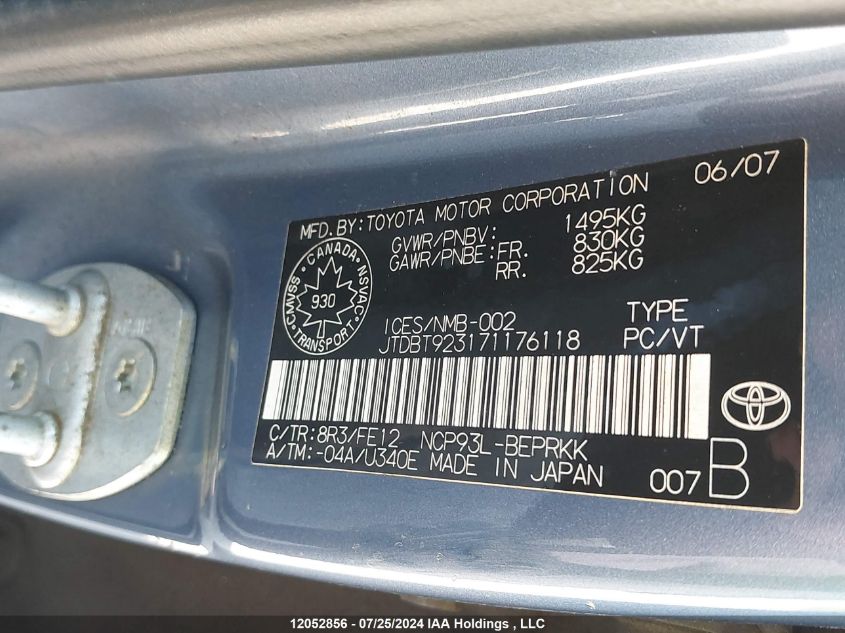 MFD.BY:TOYOTA MOTOR CORPORATION 06/07
GVWR/PNBV: 1495KG
GAWR/PNBE:FR. 830KG
RR. 825KG
CANADA
CMVSS • NSVAC
930
TRANSPORT
ICES/NMB-002 TYPE
JTDBT923171176118 PC/VT
C/TR:8R3/FE12 NCP93L-BEPRKK
A/TM:-04A/U340E MADE IN JAPAN
007B
12052856 - 07/25/2024 IAA Holdings, LLC